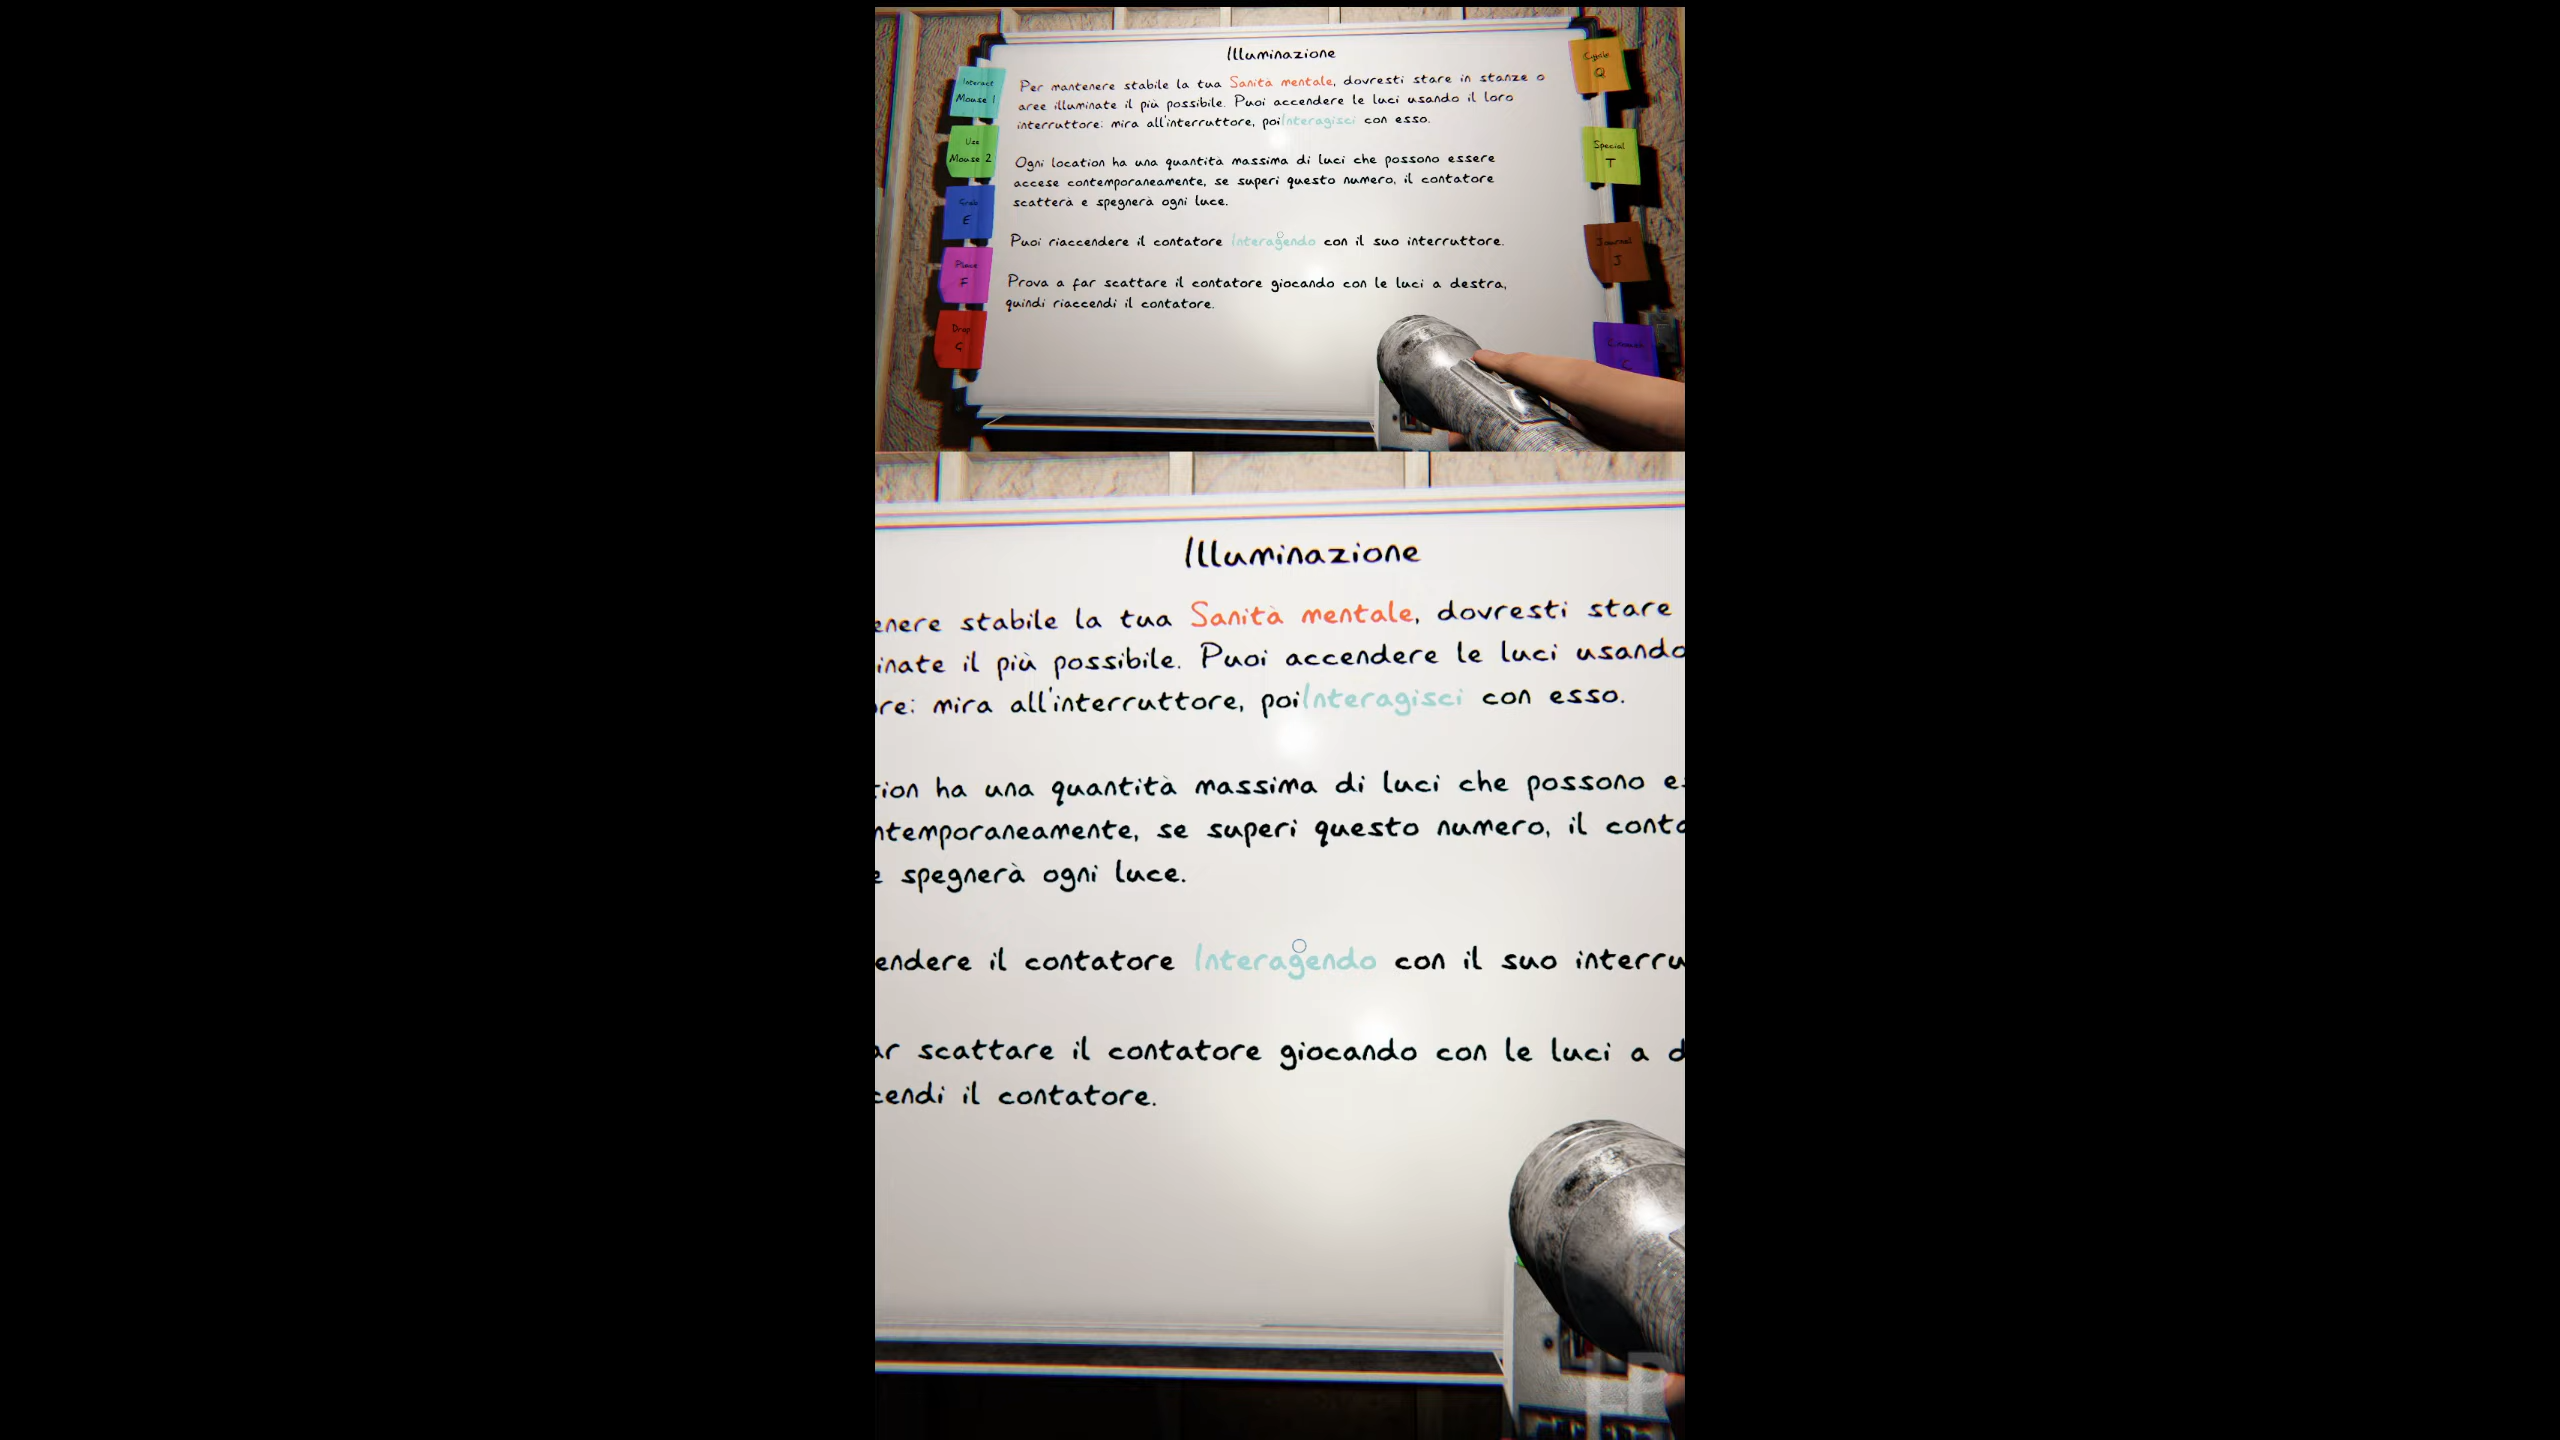 Illuminazione
Per mantenere stabile la tua Sanità mentale, dovresti stare in stanze o
aree illuminate il più possibile. Puoi accendere le luci usando il loro
interruttore: mira all'interruttore, poiInteragisci con esso.
Ogni location ha una quantità massima di luci che possono essere
accese contemporaneamente, se superi questo numero, il contatore
scatterà e spegnerà ogni luce.
Puoi riaccendere il contatore Interagendo con il suo interruttore.
Prova a far scattare il contatore giocando con le luci a destra,
quindi riaccendi il contatore.
Interact
Mouse 1
Use
Mouse 2
Grab
E
Place
F
Drop
G
Q
Special
T
Journal
J
Illuminazione
enere stabile la tua Sanità mentale, dovresti stare
inate il più possibile. Puoi accendere le luci usando
ore: mira all'interruttore, poiInteragisci con esso.
tion ha una quantità massima di luci che possono es
ntemporaneamente, se superi questo numero, il conto
e spegnerà ogni luce.
endere il contatore Interagendo con il suo interru
ar scattare il contatore giocando con le luci a d
cendi il contatore.